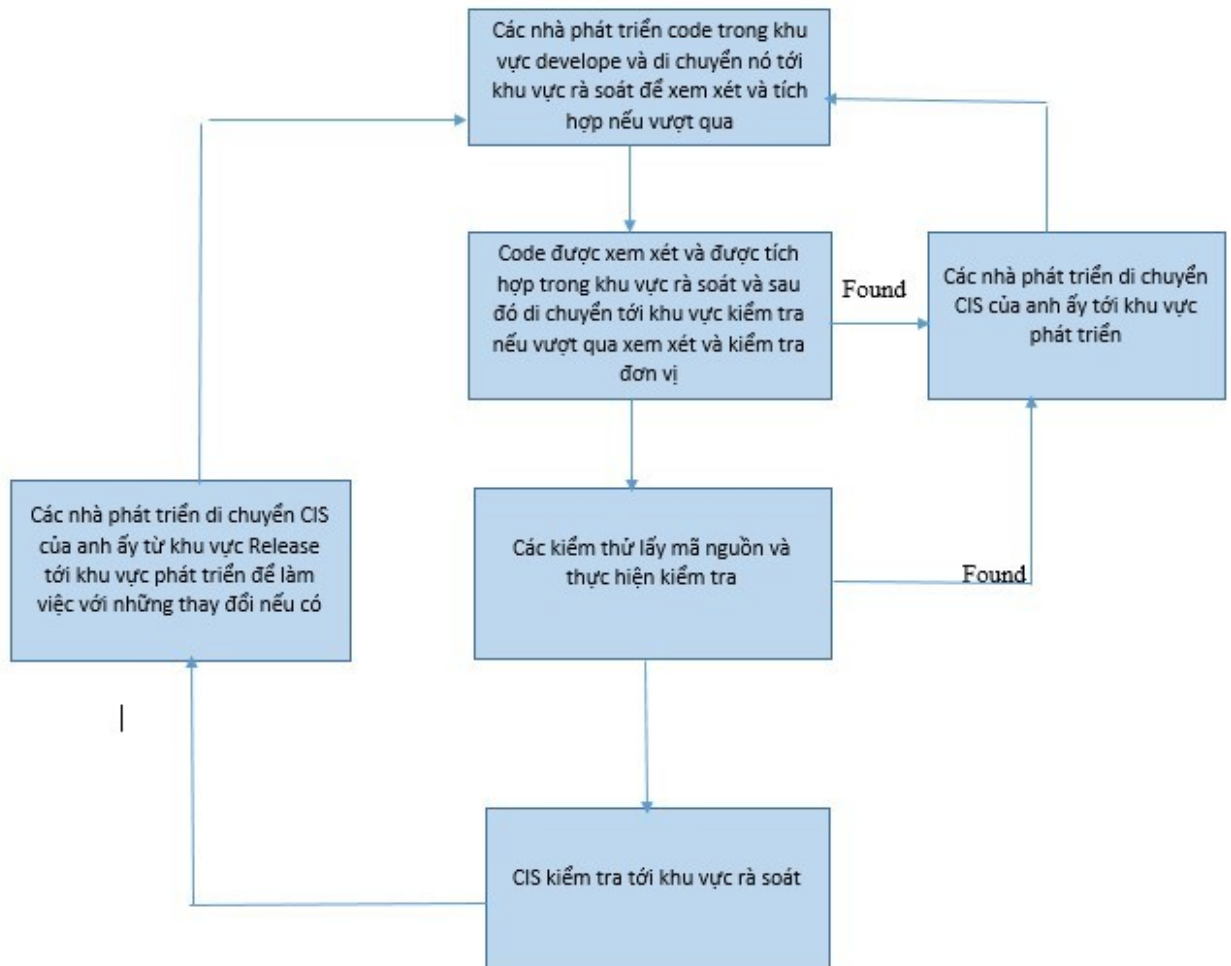 Các nhà phát triển code trong khu
vực develope và di chuyển nó tới
khu vực rà soát để xem xét và tích
hợp nếu vượt qua
Code được xem xét và được tích
hợp trong khu vực rà soát và sau
đó di chuyển tới khu vực kiểm tra
nếu vượt qua xem xét và kiểm tra
đơn vị
Found
Các nhà phát triển di chuyển
CIS của anh ấy tới khu vực
phát triển
Các nhà phát triển di chuyển CIS
của anh ấy từ khu vực Release
tới khu vực phát triển để làm
việc với những thay đổi nếu có
Các kiểm thử lấy mã nguồn và
thực hiện kiểm tra
Found
CIS kiểm tra tới khu vực rà soát